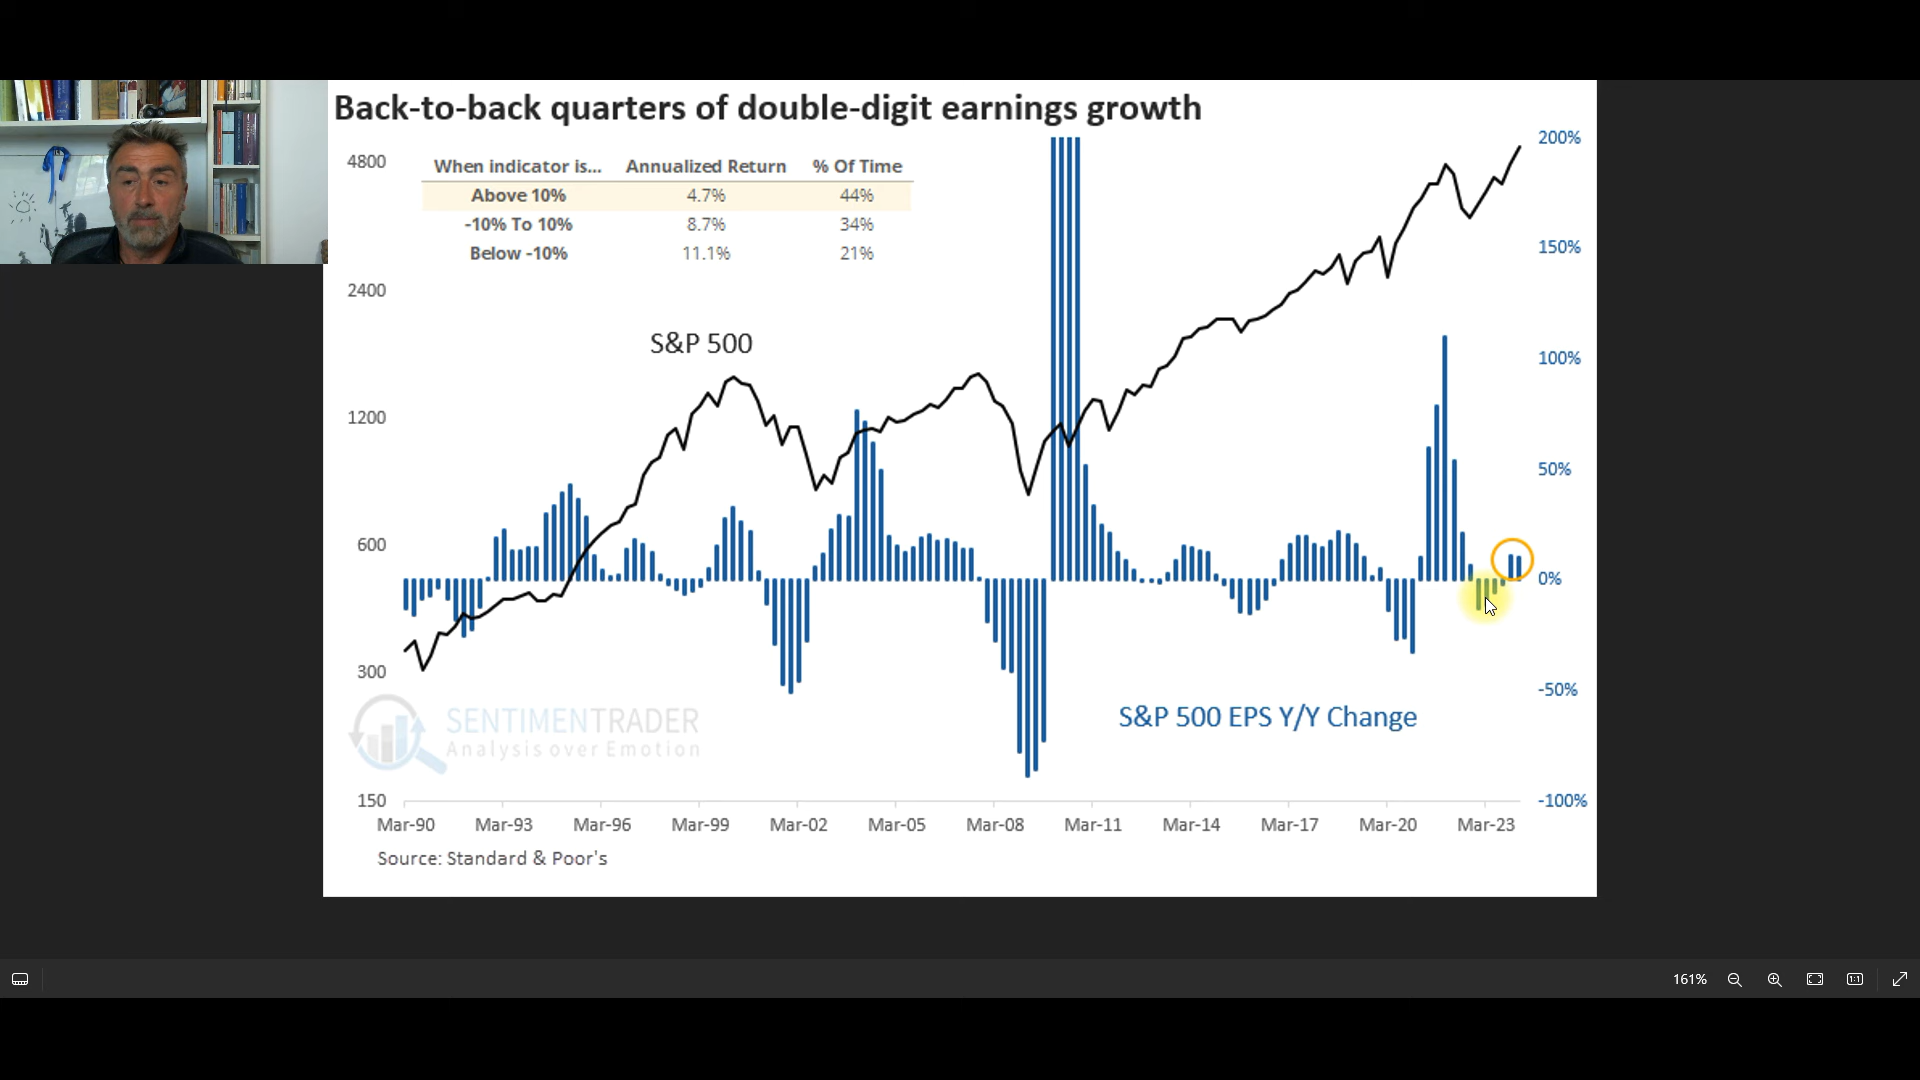 Back-to-back quarters of double-digit earnings growth
When indicator is... Annualized Return % Of Time
Above 10% 4.7% 44%
-10% To 10% 8.7% 34%
Below -10% 11.1% 21%
4800
2400
1200
600
300
150
200%
150%
100%
50%
0%
-50%
-100%
S&P 500
S&P 500 EPS Y/Y Change
SENTIMENTRADER
Analysis over Emotion
Mar-90 Mar-93 Mar-96 Mar-99 Mar-02 Mar-05 Mar-08 Mar-11 Mar-14 Mar-17 Mar-20 Mar-23
Source: Standard & Poor's
161%
1:1